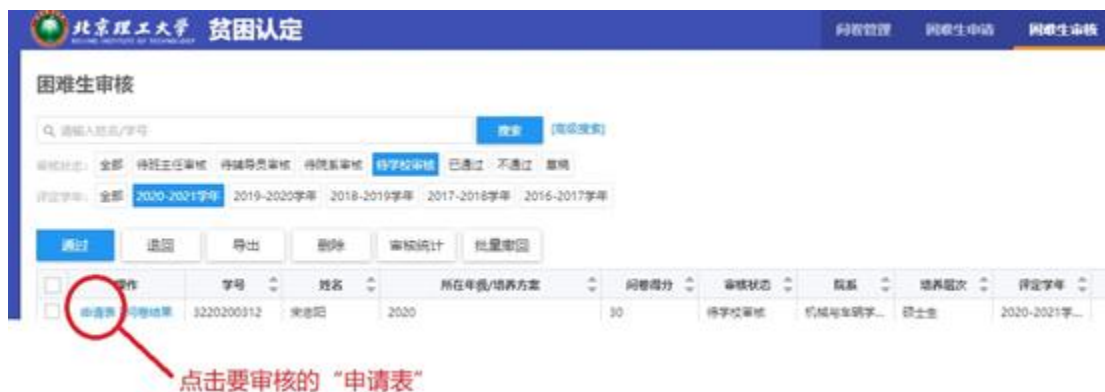 北京理工大学 贫困认定 问卷管理 困难生申请 困难生审核
困难生审核
请输入姓名/学号 搜索 [高级搜索]
审核状态: 全部 待班主任审核 待辅导员审核 待院系审核 待学校审核 已通过 不通过 草稿
评定学年: 全部 2020-2021学年 2019-2020学年 2018-2019学年 2017-2018学年 2016-2017学年
通过 退回 导出 删除 审核统计 批量撤回
操作 学号 姓名 所在年级/培养方案 问卷得分 审核状态 院系 培养层次 评定学年
申请表 问卷结果 3220200312 2020 30 待学校审核 机械与车辆学... 硕士生 2020-2021学...
点击要审核的“申请表”